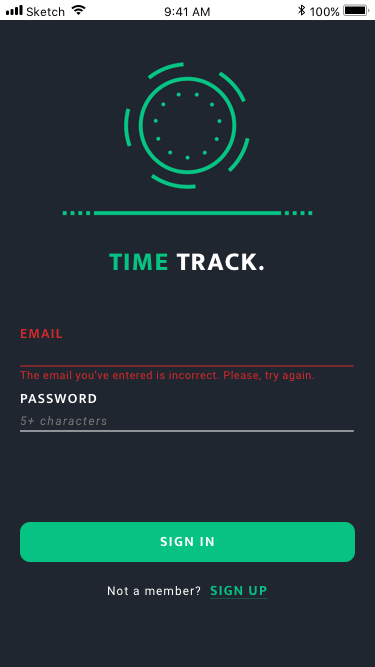 Sketch 9:41 AM 100%
TIME TRACK.
EMAIL
The email you've entered is incorrect. Please, try again.
PASSWORD
5+ characters
SIGN IN
Not a member? SIGN UP